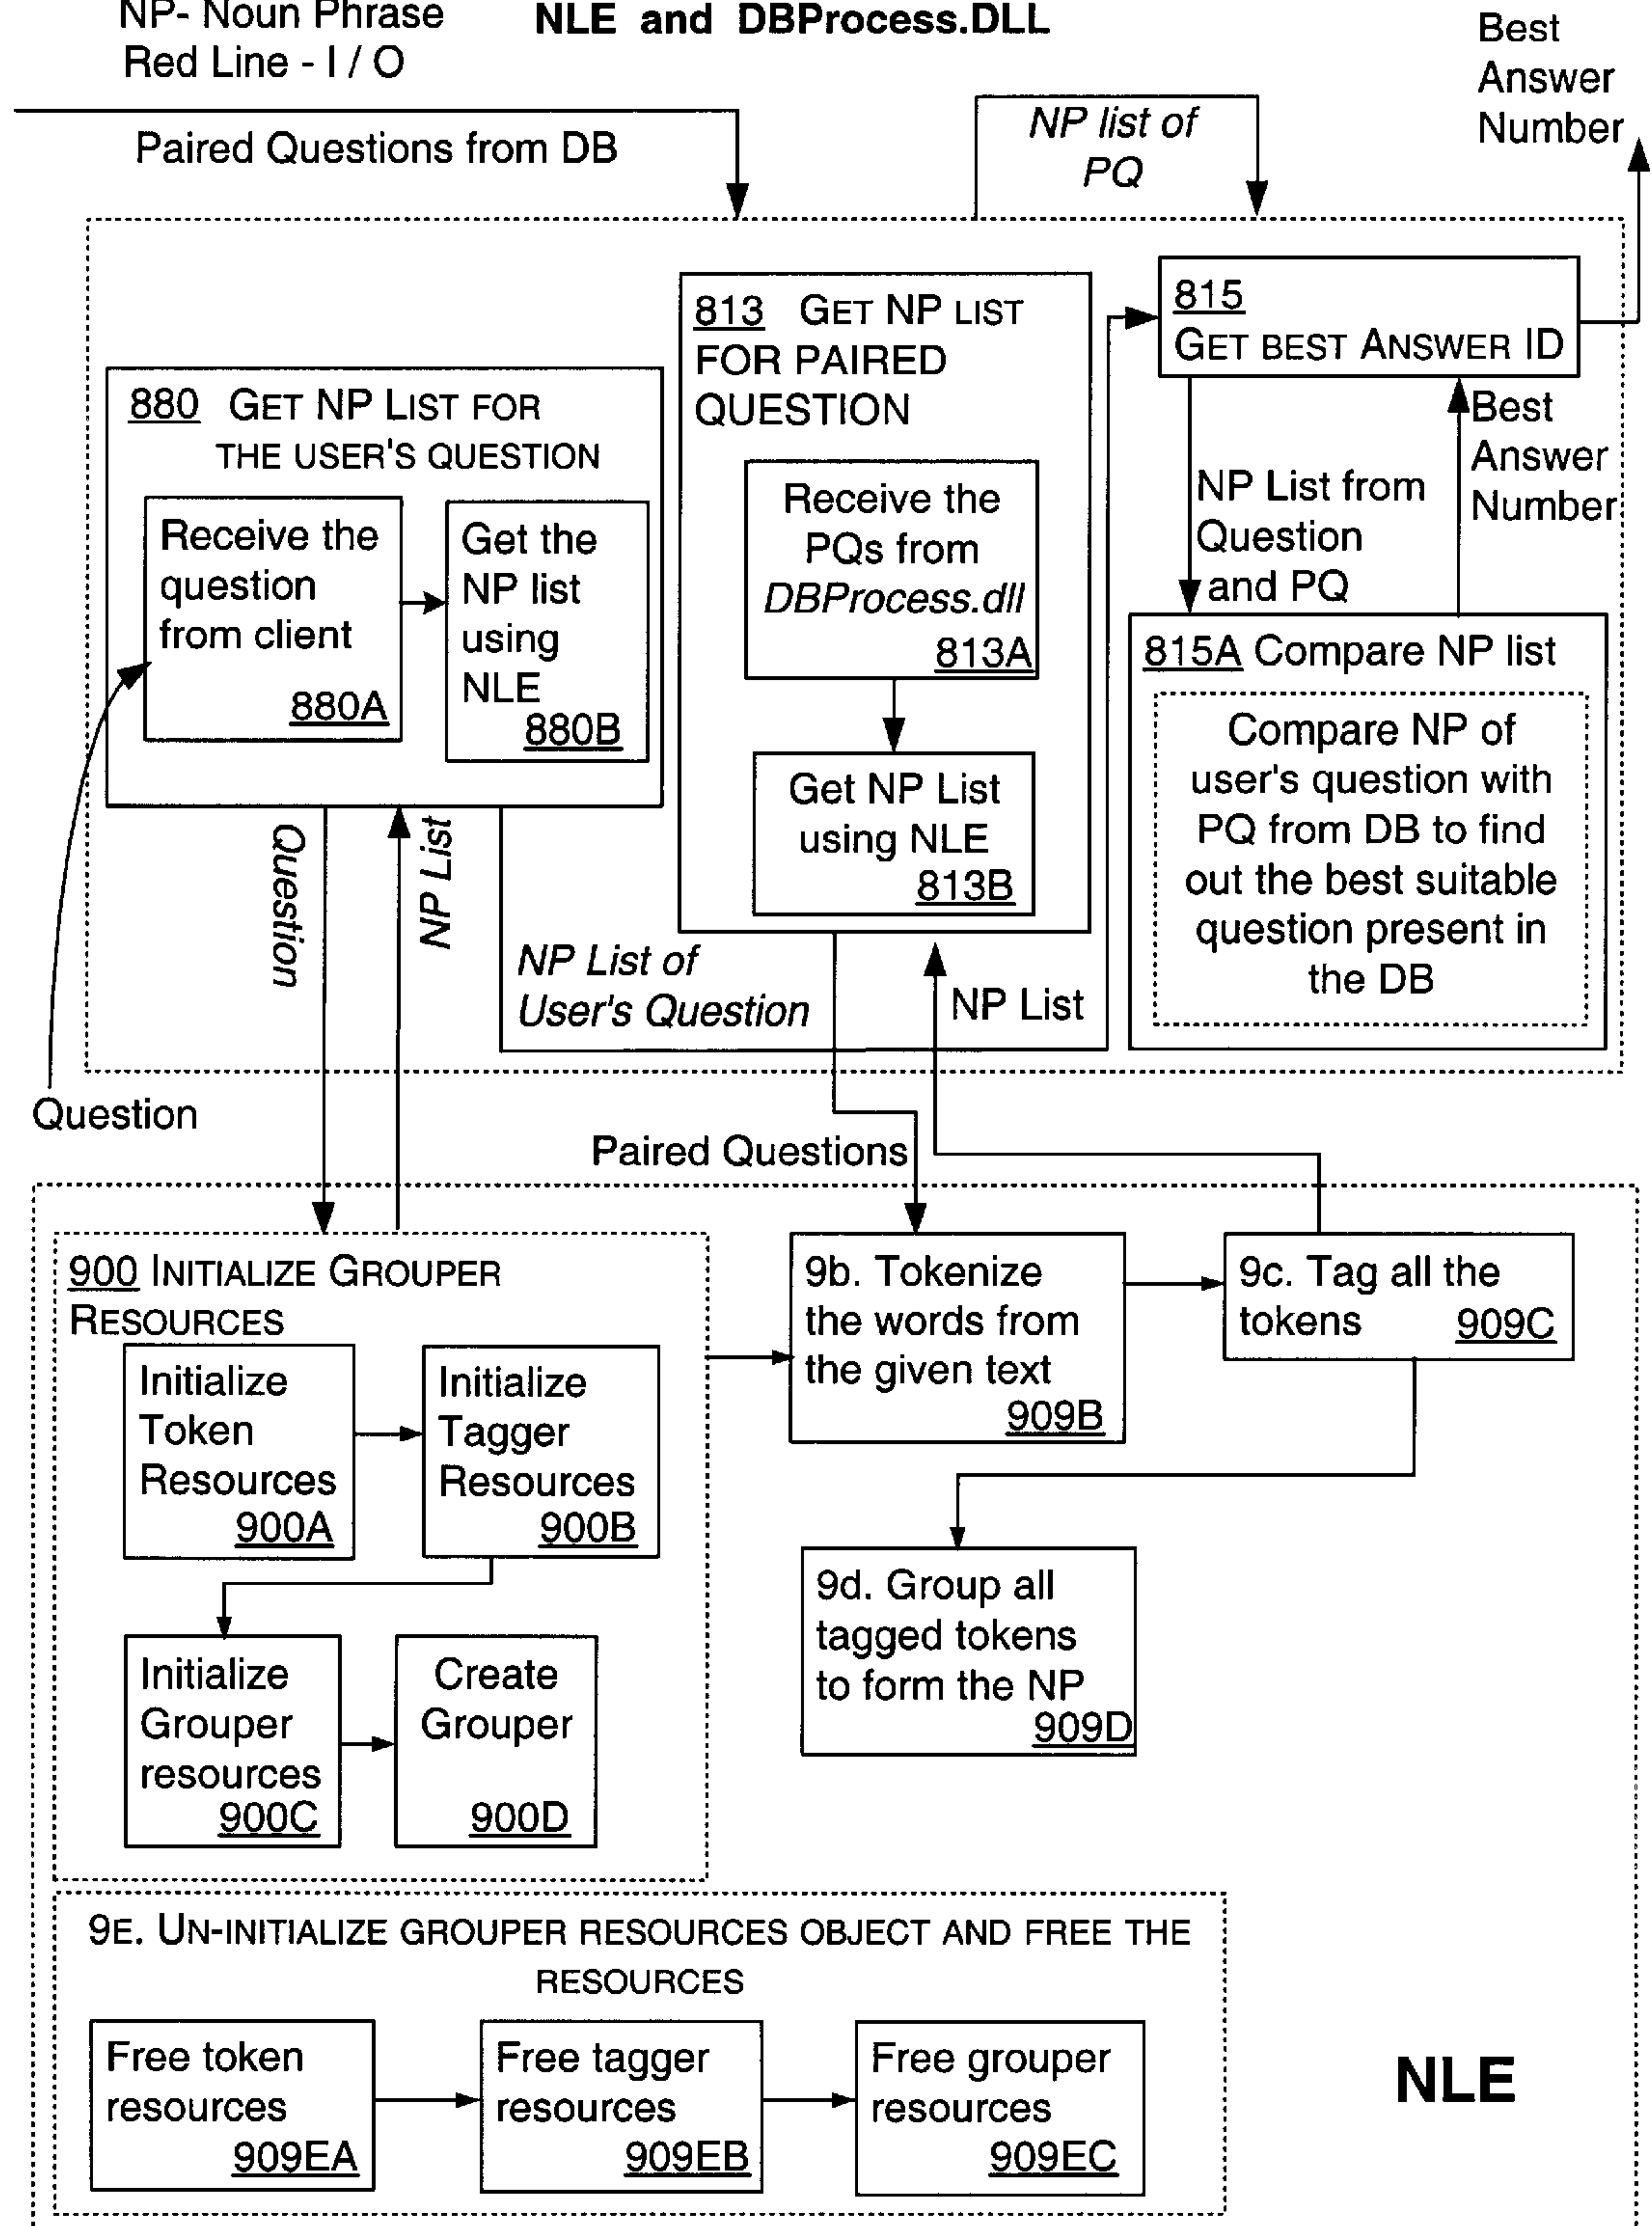 NP- Noun Phrase
Red Line - I / O
NLE and DBProcess.DLL
Best
Answer
Number
Paired Questions from DB
NP list of
PQ
880 GET NP LIST FOR
THE USER'S QUESTION
Receive the
question
from client
880A
Get the
NP list
using
NLE
880B
813 GET NP LIST
FOR PAIRED
QUESTION
Receive the
PQs from
DBProcess.dll
813A
Get NP List
using NLE
813B
815
GET BEST ANSWER ID
NP List from
Question
and PQ
Best
Answer
Number
815A Compare NP list
Compare NP of
user's question with
PQ from DB to find
out the best suitable
question present in
the DB
Question
NP List
NP List of
User's Question
NP List
Question
Paired Questions
900 INITIALIZE GROUPER
RESOURCES
Initialize
Token
Resources
900A
Initialize
Tagger
Resources
900B
Initialize
Grouper
resources
900C
Create
Grouper
900D
9b. Tokenize
the words from
the given text
909B
9c. Tag all the
tokens 909C
9d. Group all
tagged tokens
to form the NP
909D
9E. UN-INITIALIZE GROUPER RESOURCES OBJECT AND FREE THE
RESOURCES
Free token
resources
909EA
Free tagger
resources
909EB
Free grouper
resources
909EC
NLE